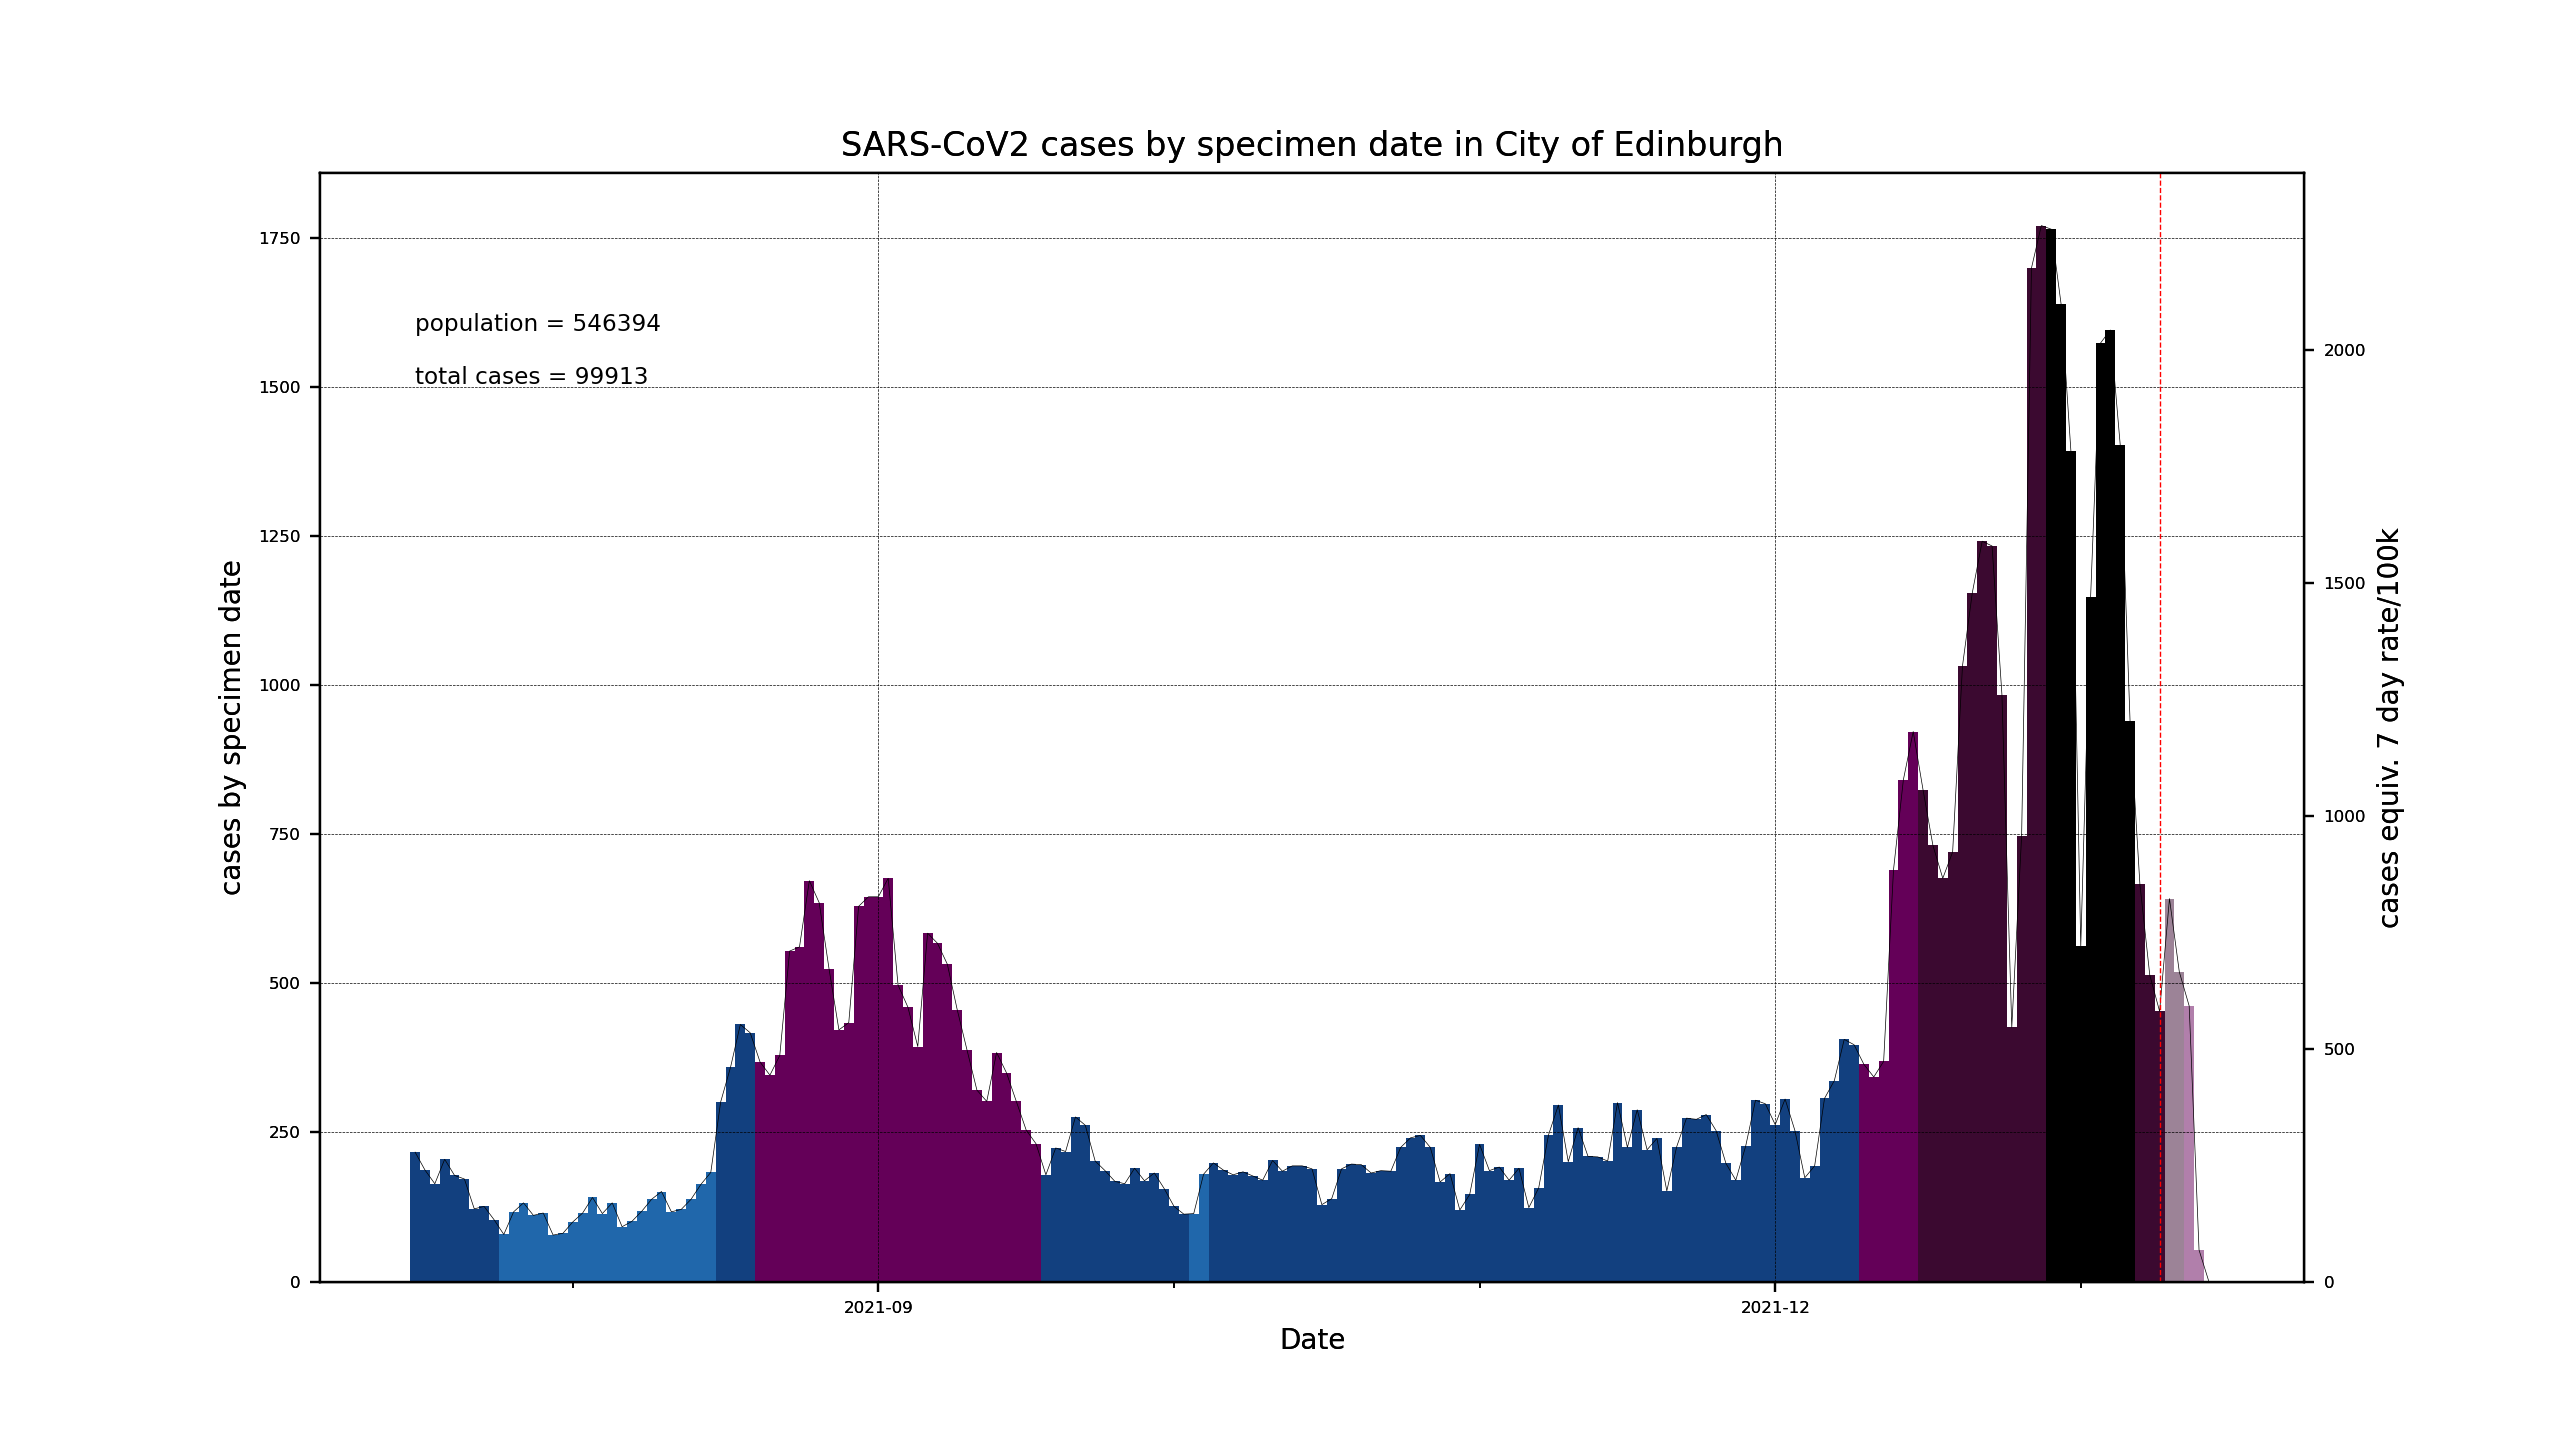 SARS-CoV2 cases by specimen date in City of Edinburgh
population = 546394
total cases = 99913
cases by specimen date
1750
1500
1250
1000
750
500
250
0
2000
1500
1000
500
0
cases equiv. 7 day rate/100k
2021-09
2021-12
Date